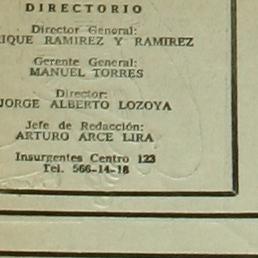 DIRECTORIO
Director General:
RIQUE RAMIREZ Y RAMIREZ
Gerente General:
MANUEL TORRES
Director:
JORGE ALBERTO LOZOYA
Jefe de Redacción:
ARTURO ARCE LIRA
Insurgentes Centro 123
Tel. 566-14-18